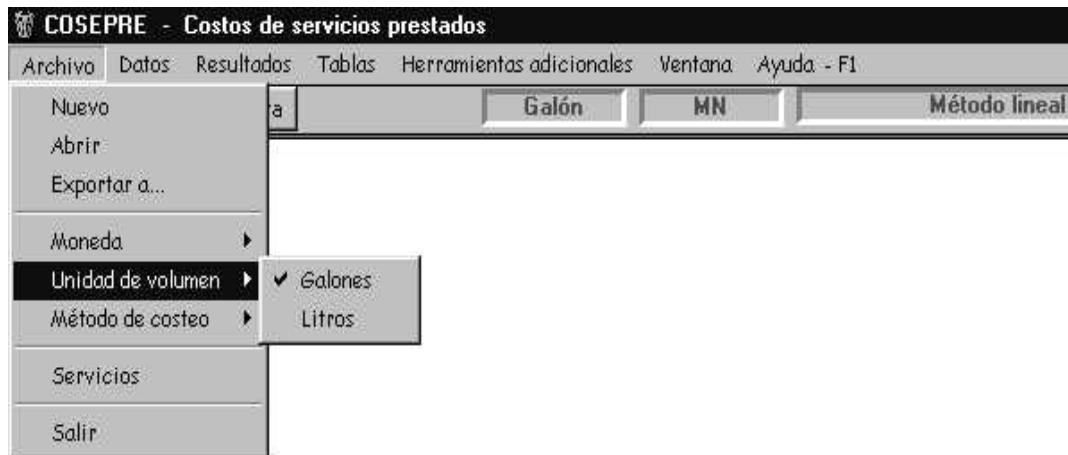 COSEPRE - Costos de servicios prestados
Archivo Datos Resultados Tablas Herramientas adicionales Ventana Ayuda - F1
Nuevo
a Galón MN Método lineal
Abrir
Exportar a...
Moneda
Unidad de volumen
Galones
Método de costeo
Litros
Servicios
Salir